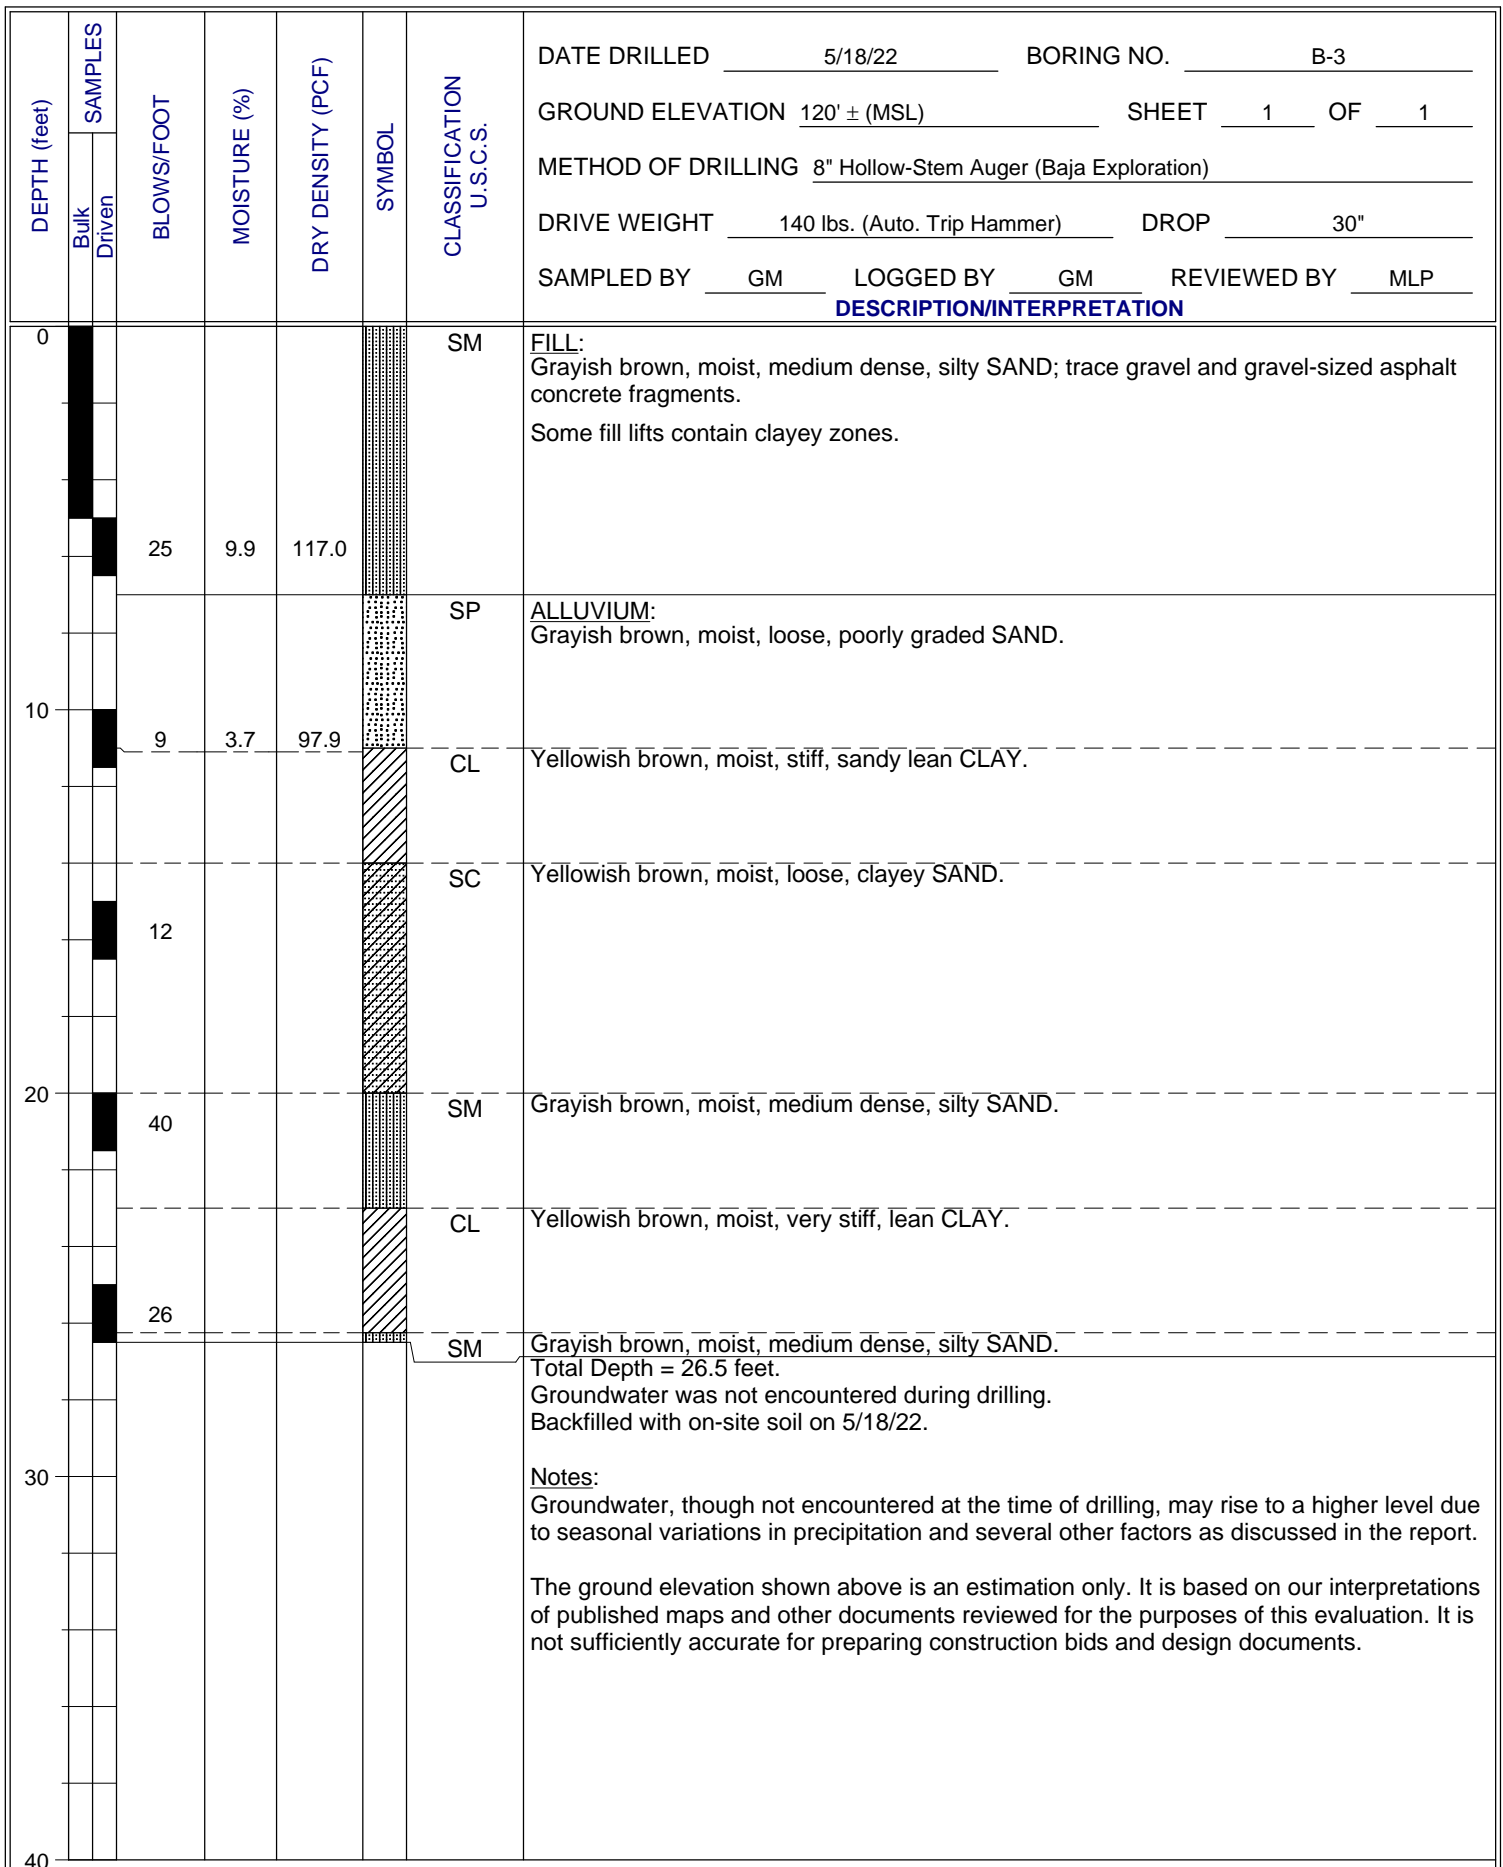 DEPTH (feet)
SAMPLES
Bulk
Driven
BLOWS/FOOT
MOISTURE (%)
DRY DENSITY (PCF)
SYMBOL
CLASSIFICATION
U.S.C.S.
DATE DRILLED 5/18/22 BORING NO. B-3
GROUND ELEVATION 120' ± (MSL) SHEET 1 OF 1
METHOD OF DRILLING 8" Hollow-Stem Auger (Baja Exploration)
DRIVE WEIGHT 140 lbs. (Auto. Trip Hammer) DROP 30"
SAMPLED BY GM LOGGED BY GM REVIEWED BY MLP
DESCRIPTION/INTERPRETATION
0 SM FILL:
Grayish brown, moist, medium dense, silty SAND; trace gravel and gravel-sized asphalt
concrete fragments.
Some fill lifts contain clayey zones.
25 9.9 117.0
SP ALLUVIUM:
Grayish brown, moist, loose, poorly graded SAND.
10
9 3.7 97.9
CL Yellowish brown, moist, stiff, sandy lean CLAY.
SC Yellowish brown, moist, loose, clayey SAND.
12
20 SM Grayish brown, moist, medium dense, silty SAND.
40
CL Yellowish brown, moist, very stiff, lean CLAY.
26
SM Grayish brown, moist, medium dense, silty SAND.
Total Depth = 26.5 feet.
Groundwater was not encountered during drilling.
Backfilled with on-site soil on 5/18/22.
30 Notes:
Groundwater, though not encountered at the time of drilling, may rise to a higher level due
to seasonal variations in precipitation and several other factors as discussed in the report.
The ground elevation shown above is an estimation only. It is based on our interpretations
of published maps and other documents reviewed for the purposes of this evaluation. It is
not sufficiently accurate for preparing construction bids and design documents.
40